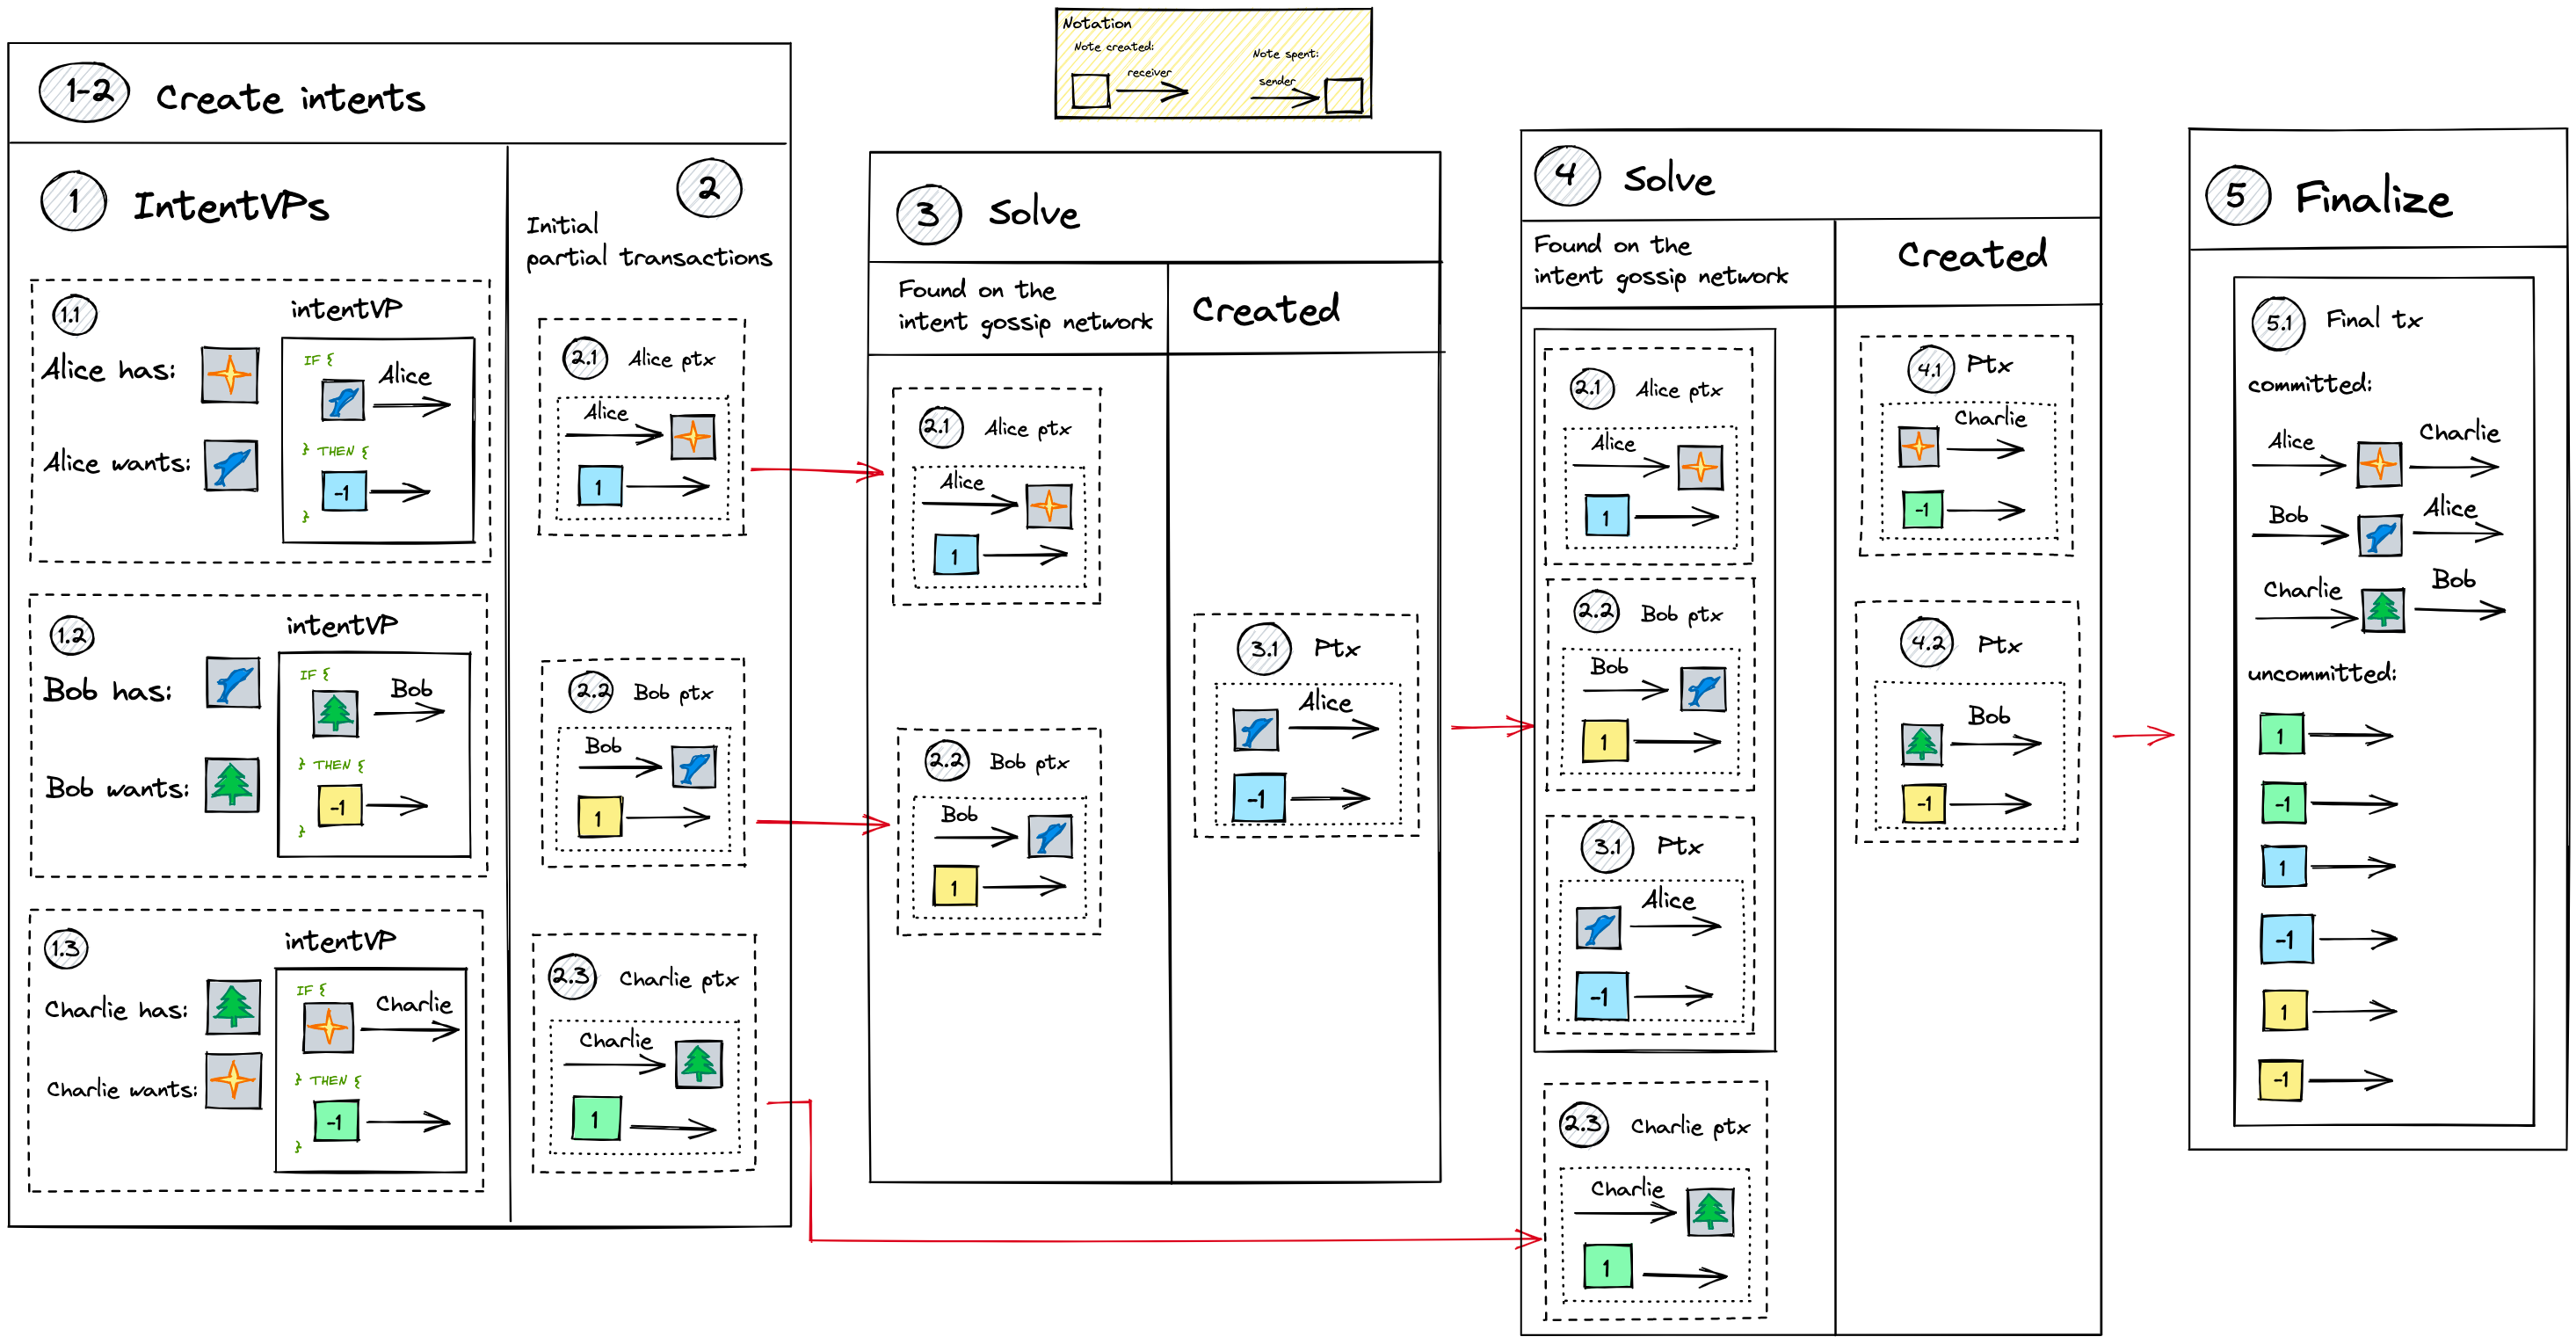 Notation
Note created:
receiver
Note spent:
sender
1-2 Create intents
1 IntentVPs
1.1
intentVP
Alice has:
Alice wants:
IF {
Alice
} THEN {
-1
}
1.2
intentVP
Bob has:
Bob wants:
IF {
Bob
} THEN {
-1
}
1.3
intentVP
Charlie has:
Charlie wants:
IF {
Charlie
} THEN {
-1
}
2
Initial
partial transactions
2.1 Alice ptx
Alice
1
2.2 Bob ptx
Bob
1
2.3 Charlie ptx
Charlie
1
3 Solve
Found on the
intent gossip network
2.1 Alice ptx
Alice
1
2.2 Bob ptx
Bob
1
Created
3.1 Ptx
Alice
-1
4 Solve
Found on the
intent gossip network
2.1 Alice ptx
Alice
1
2.2 Bob ptx
Bob
1
3.1 Ptx
Alice
-1
2.3 Charlie ptx
Charlie
1
Created
4.1 Ptx
Charlie
-1
4.2 Ptx
Bob
-1
5 Finalize
5.1 Final tx
committed:
Alice Charlie
Bob Alice
Charlie Bob
uncommitted:
1
-1
1
-1
1
-1